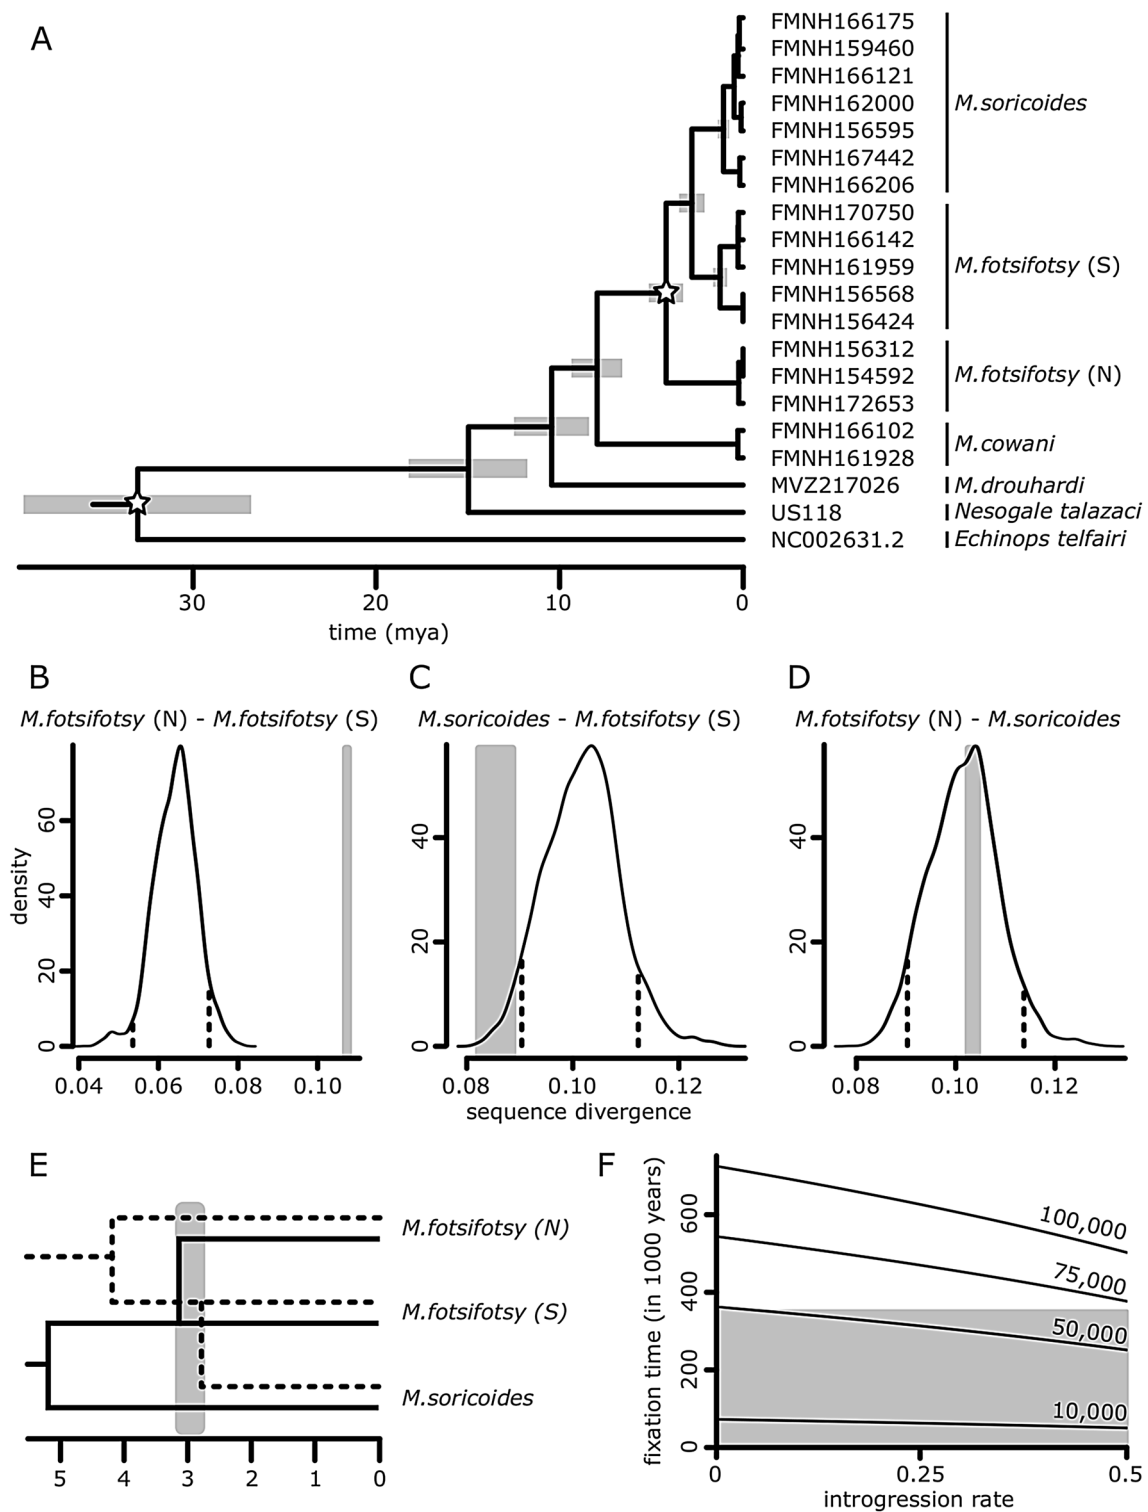 A
FMNH166175
FMNH159460
FMNH166121
FMNH162000
FMNH156595
FMNH167442
FMNH166206
M.soricoides
FMNH170750
FMNH166142
FMNH161959
FMNH156568
FMNH156424
M.fotsifotsy (S)
FMNH156312
FMNH154592
FMNH172653
M.fotsifotsy (N)
FMNH166102
FMNH161928
M.cowani
MVZ217026 M.drouhardi
US118 Nesogale talazaci
NC002631.2 Echinops telfairi
30 20 10 0
time (mya)
B
M.fotsifotsy (N) - M.fotsifotsy (S)
density
60
40
20
0
0.04 0.06 0.08 0.10
C
M.soricoides - M.fotsifotsy (S)
40
20
0
0.08 0.10 0.12
sequence divergence
D
M.fotsifotsy (N) - M.soricoides
40
20
0
0.08 0.10 0.12
E
M.fotsifotsy (N)
M.fotsifotsy (S)
M.soricoides
5 4 3 2 1 0
F
fixation time (in 1000 years)
600
400
200
0
100,000
75,000
50,000
10,000
0 0.25 0.5
introgression rate